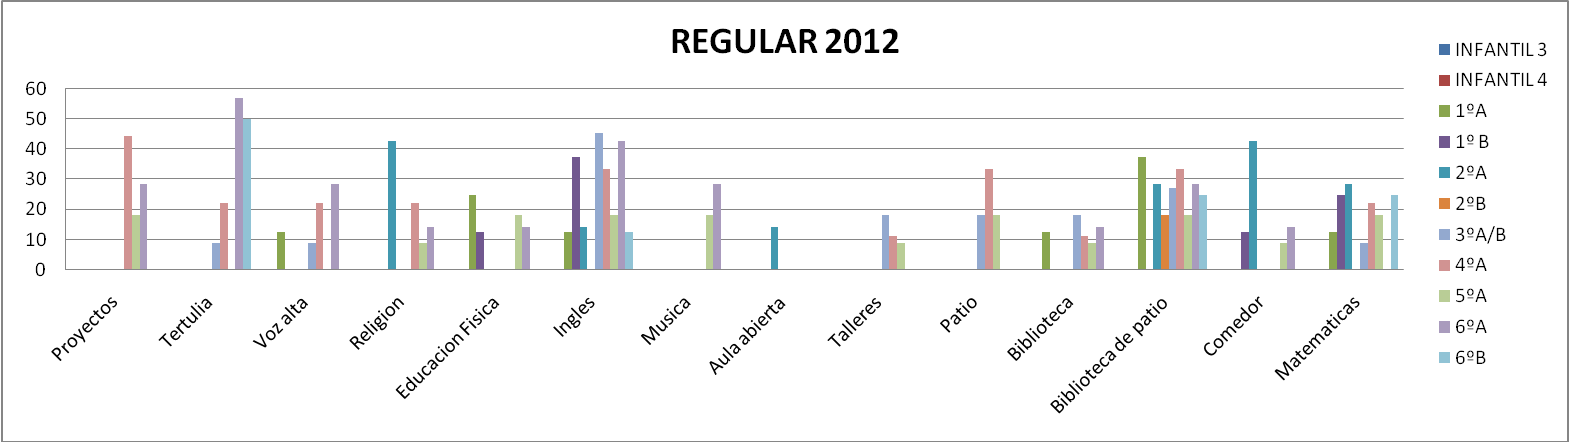 REGULAR 2012
60
50
40
30
20
10
0
Proyectos
Tertulia
Voz alta
Religion
Educacion Fisica
Ingles
Musica
Aula abierta
Talleres
Patio
Biblioteca
Biblioteca de patio
Comedor
Matematicas
INFANTIL 3
INFANTIL 4
1ºA
1º B
2ºA
2ºB
3ºA/B
4ºA
5ºA
6ºA
6ºB